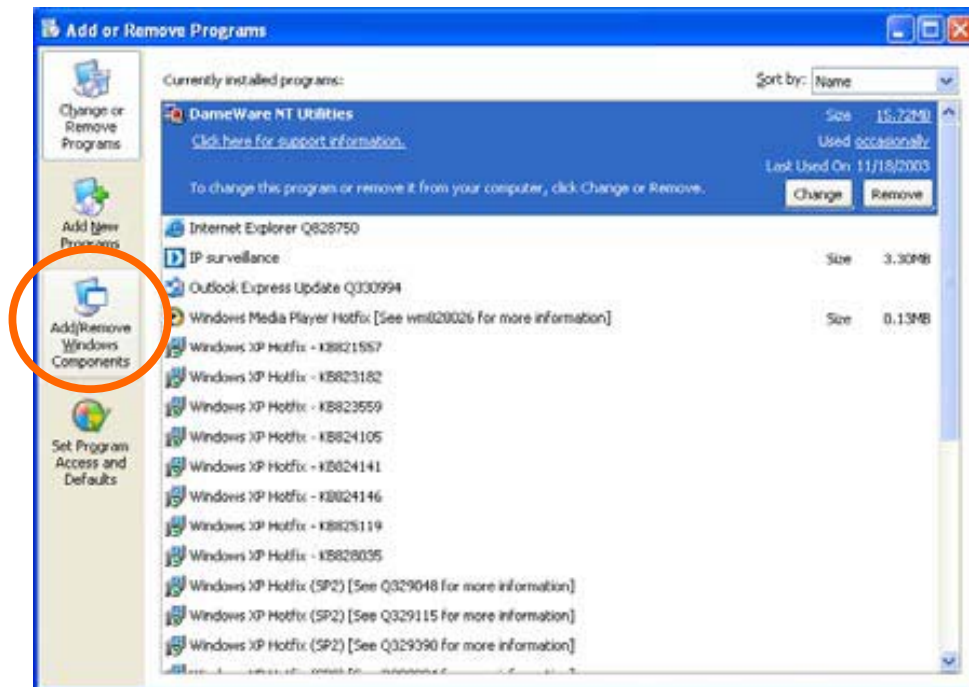 Add or Remove Programs
Change or
Remove
Programs
Add New
Programs
Add/Remove
Windows
Components
Set Program
Access and
Defaults
Currently installed programs:
Sort by: Name
DameWare NT Utilities
Size 15.72MB
Click here for support information.
Used occasionally
Last Used On 11/18/2003
To change this program or remove it from your computer, click Change or Remove.
Change Remove
Internet Explorer Q828750
IP surveillance Size 3.30MB
Outlook Express Update Q330994
Windows Media Player Hotfix [See wm828026 for more information] Size 0.13MB
Windows XP Hotfix - KB821557
Windows XP Hotfix - KB823182
Windows XP Hotfix - KB823559
Windows XP Hotfix - KB824105
Windows XP Hotfix - KB824141
Windows XP Hotfix - KB824146
Windows XP Hotfix - KB825119
Windows XP Hotfix - KB828035
Windows XP Hotfix (SP2) [See Q329048 for more information]
Windows XP Hotfix (SP2) [See Q329115 for more information]
Windows XP Hotfix (SP2) [See Q329390 for more information]